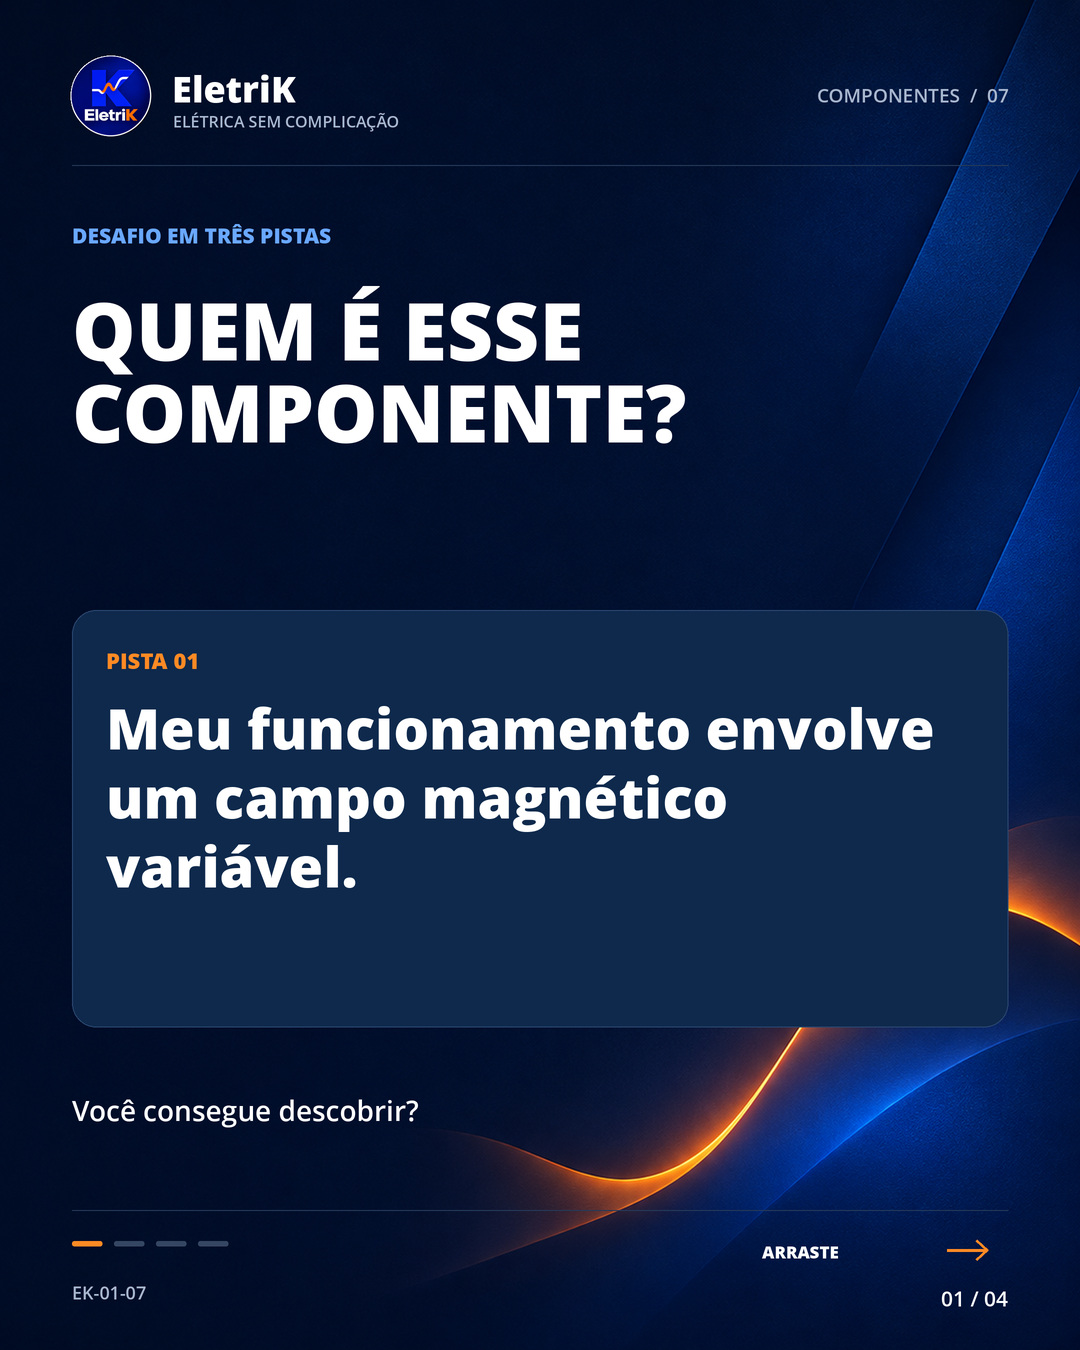 EletriK
EletriK
ELÉTRICA SEM COMPLICAÇÃO
COMPONENTES / 07
DESAFIO EM TRÊS PISTAS
QUEM É ESSE
COMPONENTE?
PISTA 01
Meu funcionamento envolve
um campo magnético
variável.
Você consegue descobrir?
ARRASTE
EK-01-07
01 / 04